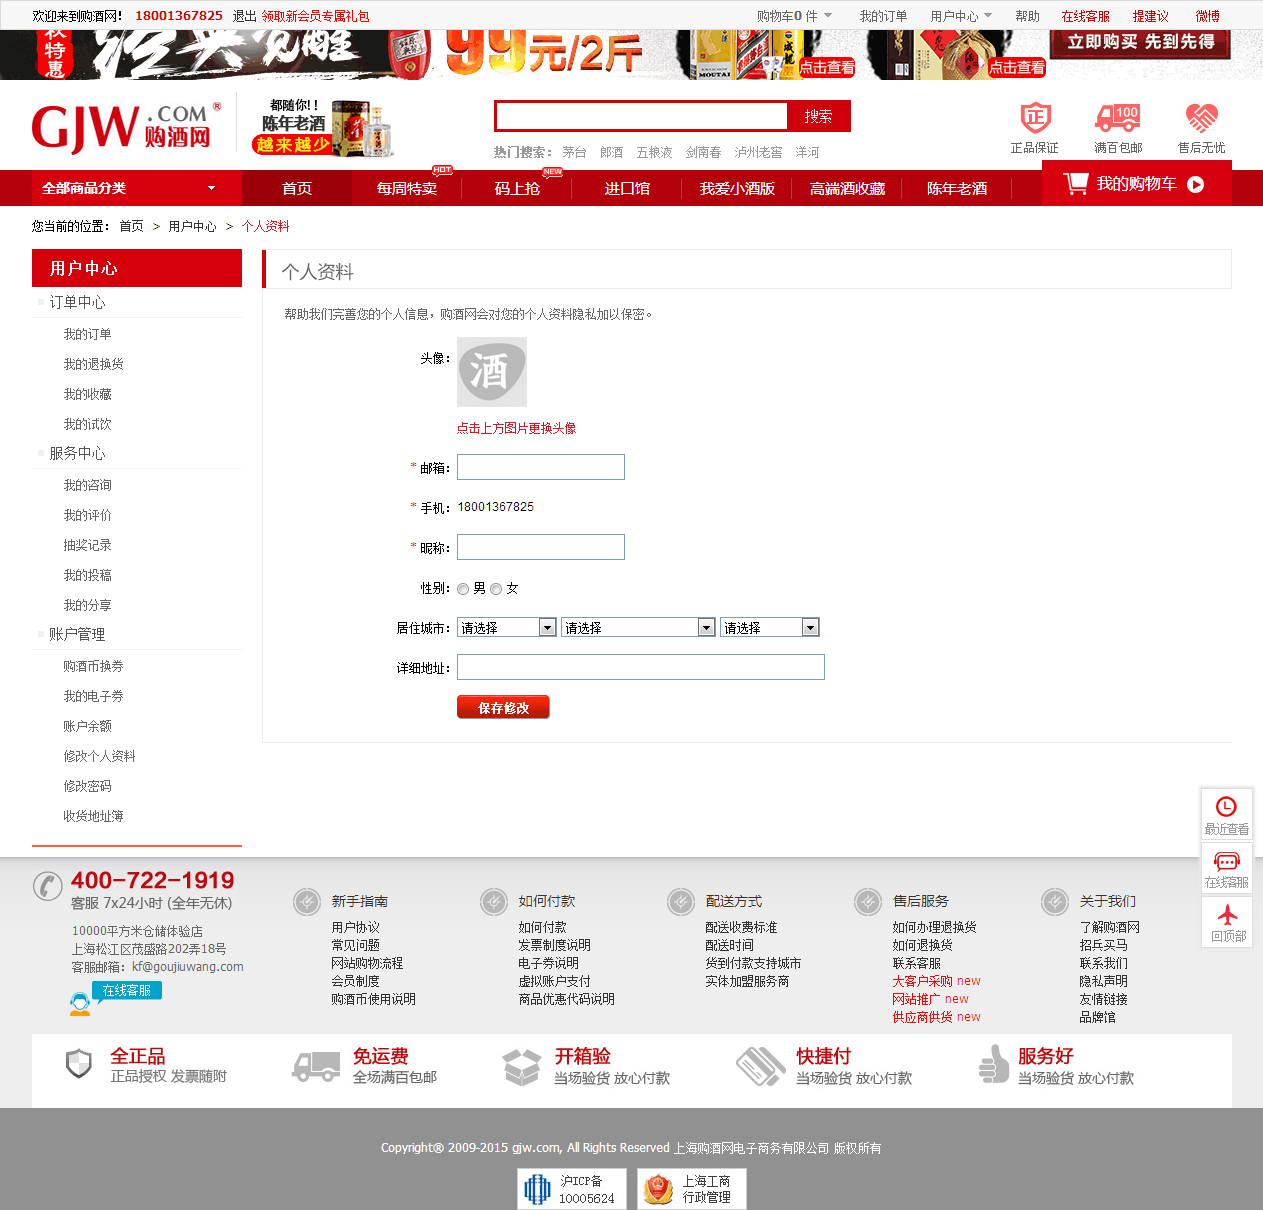 欢迎来到购酒网! 18001367825 退出 领取新会员专属礼包
购物车0 件 我的订单 用户中心 帮助 在线客服 提建议 微博
99元/2斤
MOUTAI
点击查看
点击查看
立即购买 先到先得
GJW.COM® 购酒网
都随你!!
陈年老酒
越来越少
搜索
热门搜索: 茅台 郎酒 五粮液 剑南春 泸州老窖 洋河
正品保证 满百包邮 售后无忧
100
HOT NEW
全部商品分类 首页 每周特卖 码上抢 进口馆 我爱小酒版 高端酒收藏 陈年老酒 我的购物车
您当前的位置: 首页 > 用户中心 > 个人资料
用户中心
订单中心
我的订单
我的退换货
我的收藏
我的试饮
服务中心
我的咨询
我的评价
抽奖记录
我的投稿
我的分享
账户管理
购酒币换券
我的电子券
账户余额
修改个人资料
修改密码
收货地址簿
个人资料
帮助我们完善您的个人信息，购酒网会对您的个人资料隐私加以保密。
头像:
酒
点击上方图片更换头像
* 邮箱:
* 手机: 18001367825
* 昵称:
性别: 男 女
居住城市: 请选择 请选择 请选择
详细地址:
保存修改
最近查看
在线客服
回顶部
400-722-1919
客服 7x24小时 (全年无休)
10000平方米仓储体验店
上海松江区茂盛路202弄18号
客服邮箱: kf@goujiuwang.com
在线客服
新手指南
用户协议
常见问题
网站购物流程
会员制度
购酒币使用说明
如何付款
如何付款
发票制度说明
电子券说明
虚拟账户支付
商品优惠代码说明
配送方式
配送收费标准
配送时间
货到付款支持城市
实体加盟服务商
售后服务
如何办理退换货
如何退换货
联系客服
大客户采购 new
网站推广 new
供应商供货 new
关于我们
了解购酒网
招兵买马
联系我们
隐私声明
友情链接
品牌馆
全正品
正品授权 发票随附
免运费
全场满百包邮
开箱验
当场验货 放心付款
快捷付
当场验货 放心付款
服务好
当场验货 放心付款
Copyright® 2009-2015 gjw.com, All Rights Reserved 上海购酒网电子商务有限公司 版权所有
沪ICP备
10005624
上海工商
行政管理